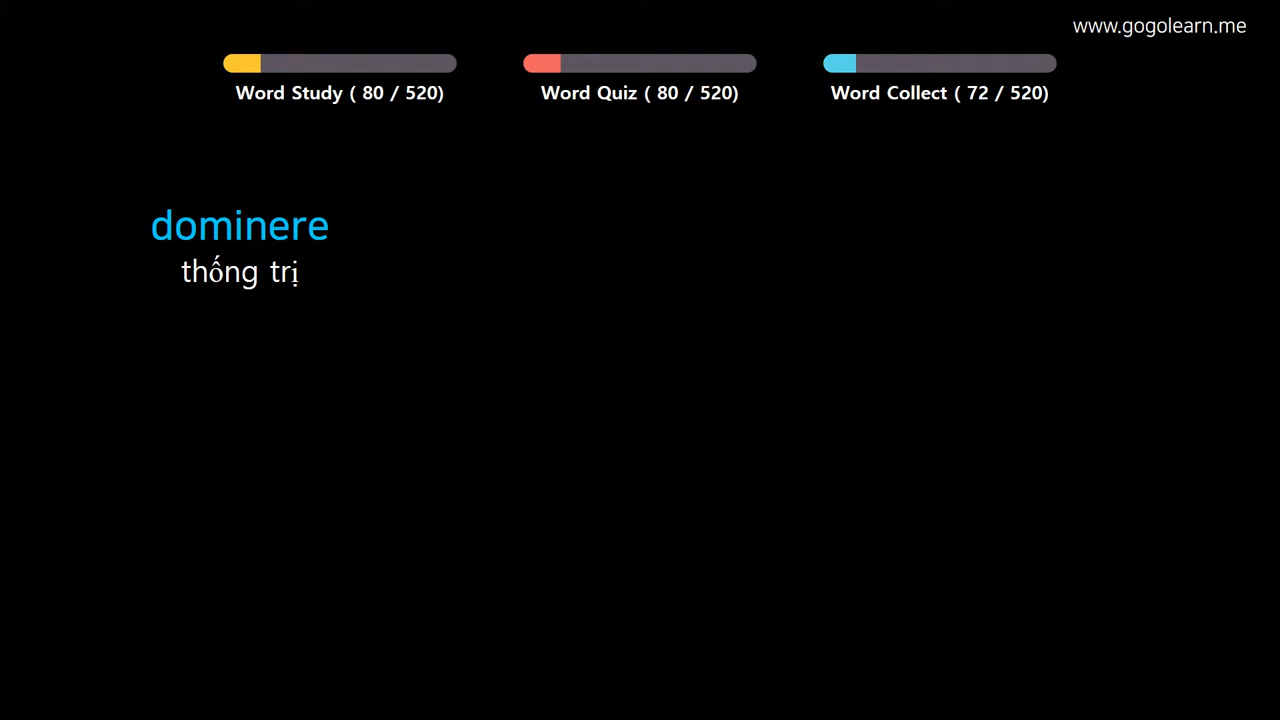 www.gogolearn.me
Word Study ( 80 / 520)
Word Quiz ( 80 / 520)
Word Collect ( 72 / 520)
dominere
thống trị